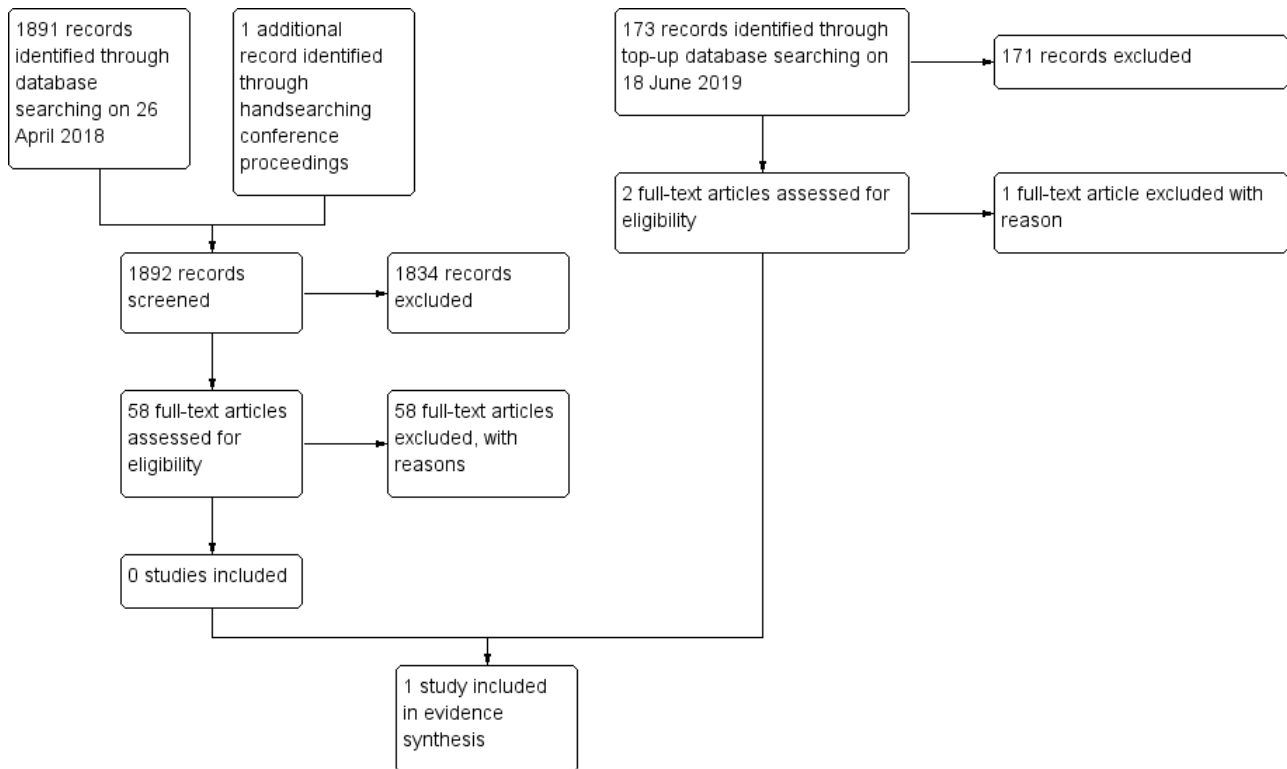 1891 records
identified through
database
searching on 26
April 2018
1 additional
record identified
through
handsearching
conference
proceedings
173 records identified through
top-up database searching on
18 June 2019
171 records excluded
2 full-text articles assessed for
eligibility
1 full-text article excluded with
reason
1892 records
screened
1834 records
excluded
58 full-text articles
assessed for
eligibility
58 full-text articles
excluded, with
reasons
0 studies included
1 study included
in evidence
synthesis